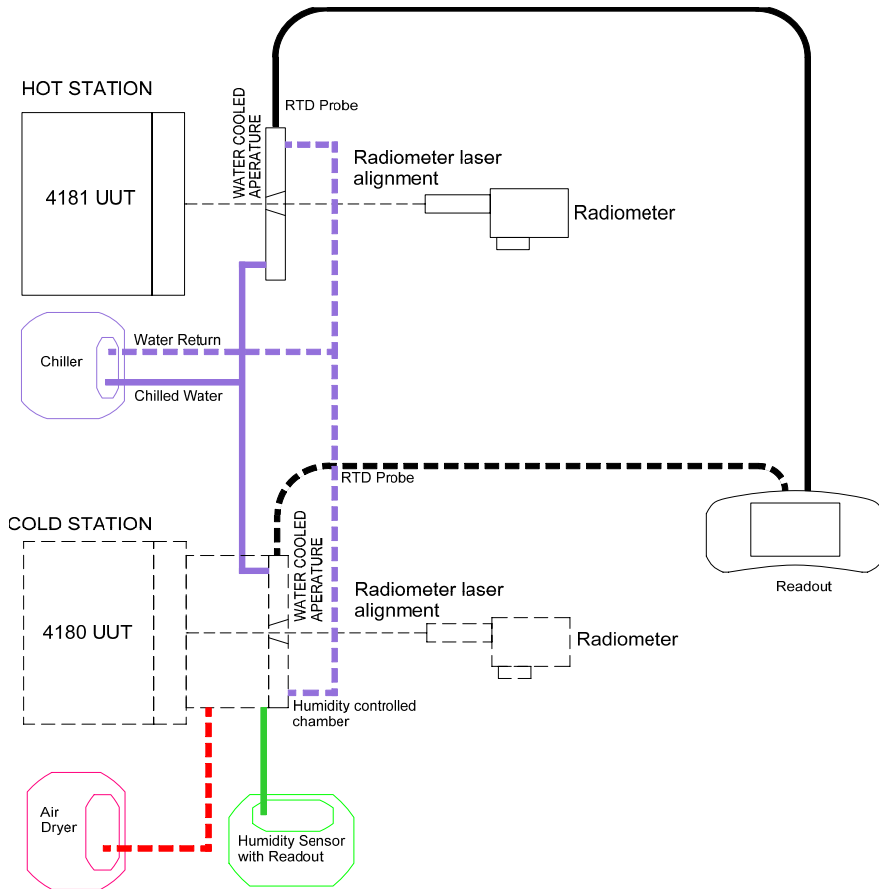 HOT STATION
RTD Probe
WATER COOLED
APERATURE
4181 UUT
Radiometer laser
alignment
Radiometer
Water Return
Chiller
Chilled Water
RTD Probe
COLD STATION
WATER COOLED
APERATURE
Readout
Radiometer laser
alignment
4180 UUT
Radiometer
Humidity controlled
chamber
Air
Dryer
Humidity Sensor
with Readout